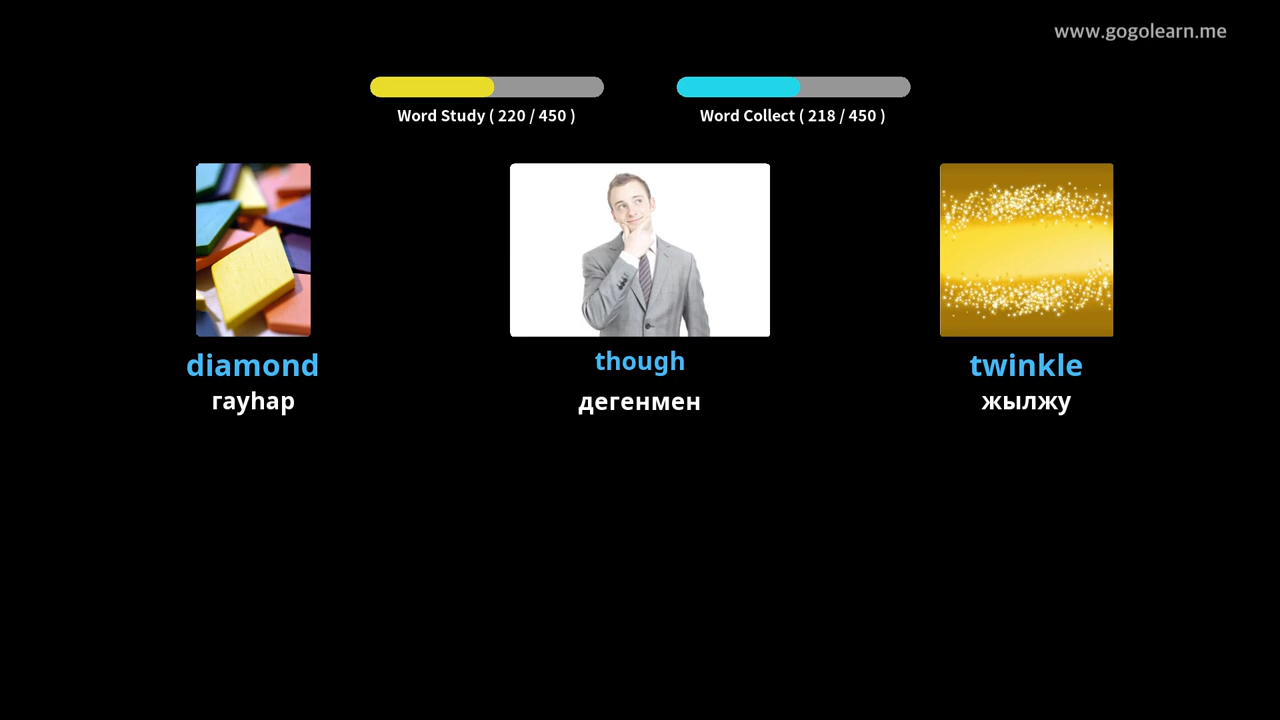 www.gogolearn.me
Word Study ( 220 / 450 )
Word Collect ( 218 / 450 )
diamond
гауһар
though
дегенмен
twinkle
жылжу